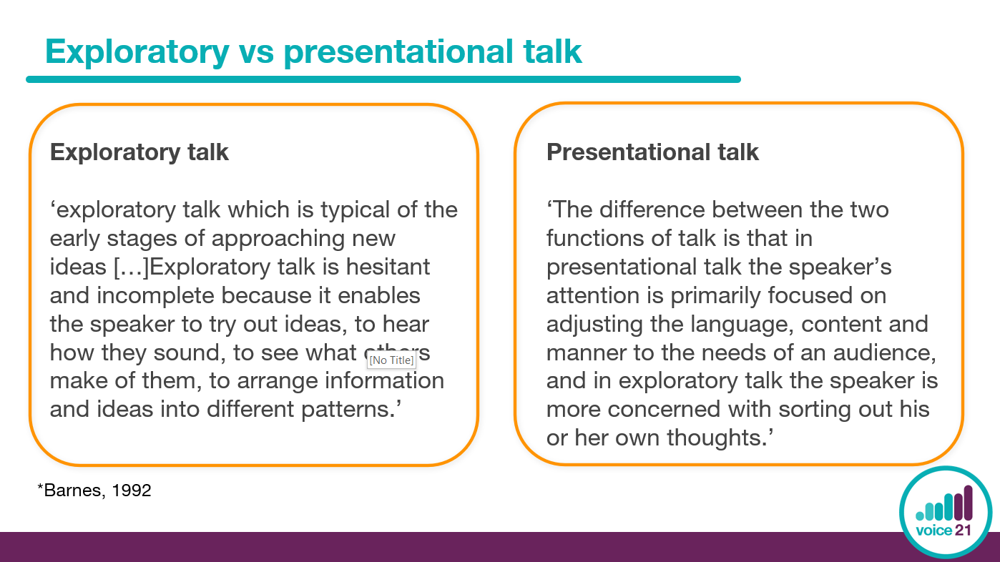 Exploratory vs presentational talk
Exploratory talk
‘exploratory talk which is typical of the
early stages of approaching new
ideas […]Exploratory talk is hesitant
and incomplete because it enables
the speaker to try out ideas, to hear
how they sound, to see what others
[No Title]
make of them, to arrange information
and ideas into different patterns.’
Presentational talk
‘The difference between the two
functions of talk is that in
presentational talk the speaker’s
attention is primarily focused on
adjusting the language, content and
manner to the needs of an audience,
and in exploratory talk the speaker is
more concerned with sorting out his
or her own thoughts.’
*Barnes, 1992
voice 21